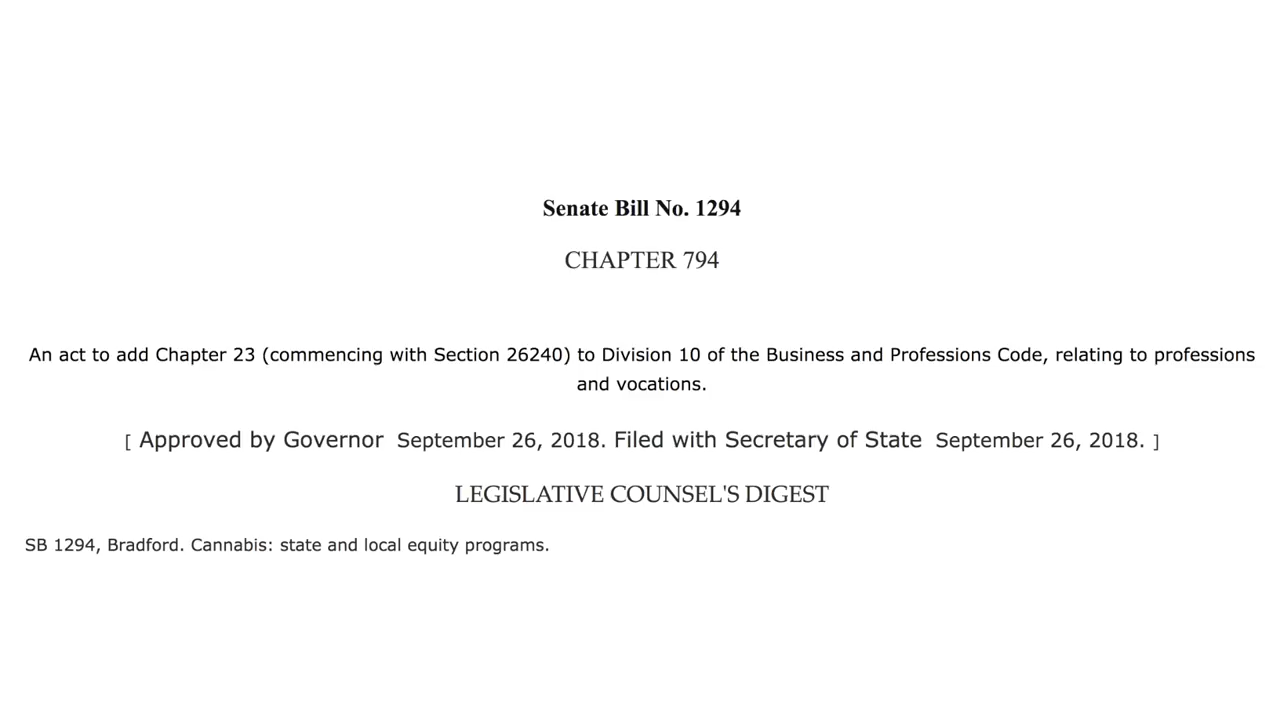 Senate Bill No. 1294
CHAPTER 794
An act to add Chapter 23 (commencing with Section 26240) to Division 10 of the Business and Professions Code, relating to professions
and vocations.
[ Approved by Governor September 26, 2018. Filed with Secretary of State September 26, 2018. ]
LEGISLATIVE COUNSEL'S DIGEST
SB 1294, Bradford. Cannabis: state and local equity programs.